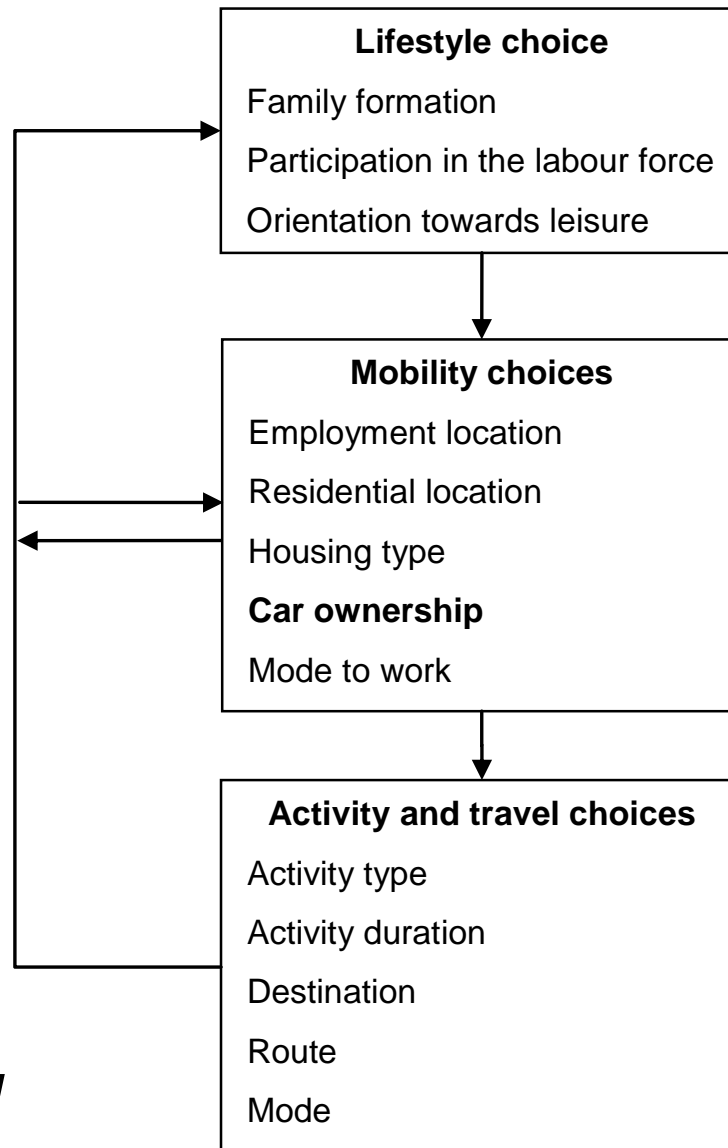 Lifestyle choice
Family formation
Participation in the labour force
Orientation towards leisure
Mobility choices
Employment location
Residential location
Housing type
Car ownership
Mode to work
Activity and travel choices
Activity type
Activity duration
Destination
Route
Mode